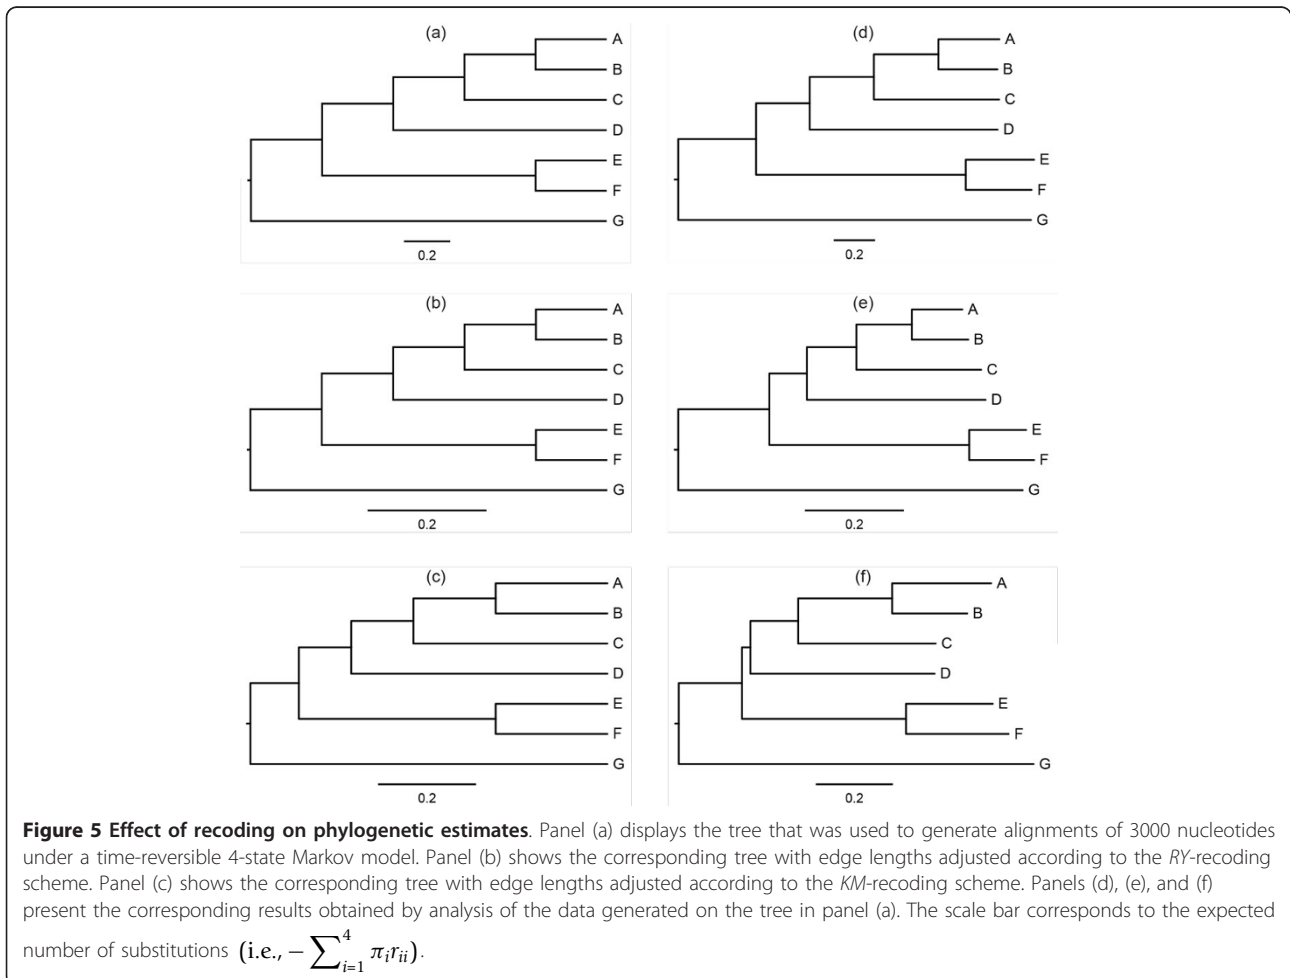 (a)
A
B
C
D
E
F
G
0.2
(d)
A
B
C
D
E
F
G
0.2
(b)
A
B
C
D
E
F
G
0.2
(e)
A
B
C
D
E
F
G
0.2
(c)
A
B
C
D
E
F
G
0.2
(f)
A
B
C
D
E
F
G
0.2
Figure 5 Effect of recoding on phylogenetic estimates. Panel (a) displays the tree that was used to generate alignments of 3000 nucleotides
under a time-reversible 4-state Markov model. Panel (b) shows the corresponding tree with edge lengths adjusted according to the RY-recoding
scheme. Panel (c) shows the corresponding tree with edge lengths adjusted according to the KM-recoding scheme. Panels (d), (e), and (f)
present the corresponding results obtained by analysis of the data generated on the tree in panel (a). The scale bar corresponds to the expected
number of substitutions (i.e., − ∑⁴ᵢ₌₁ πᵢrᵢᵢ).